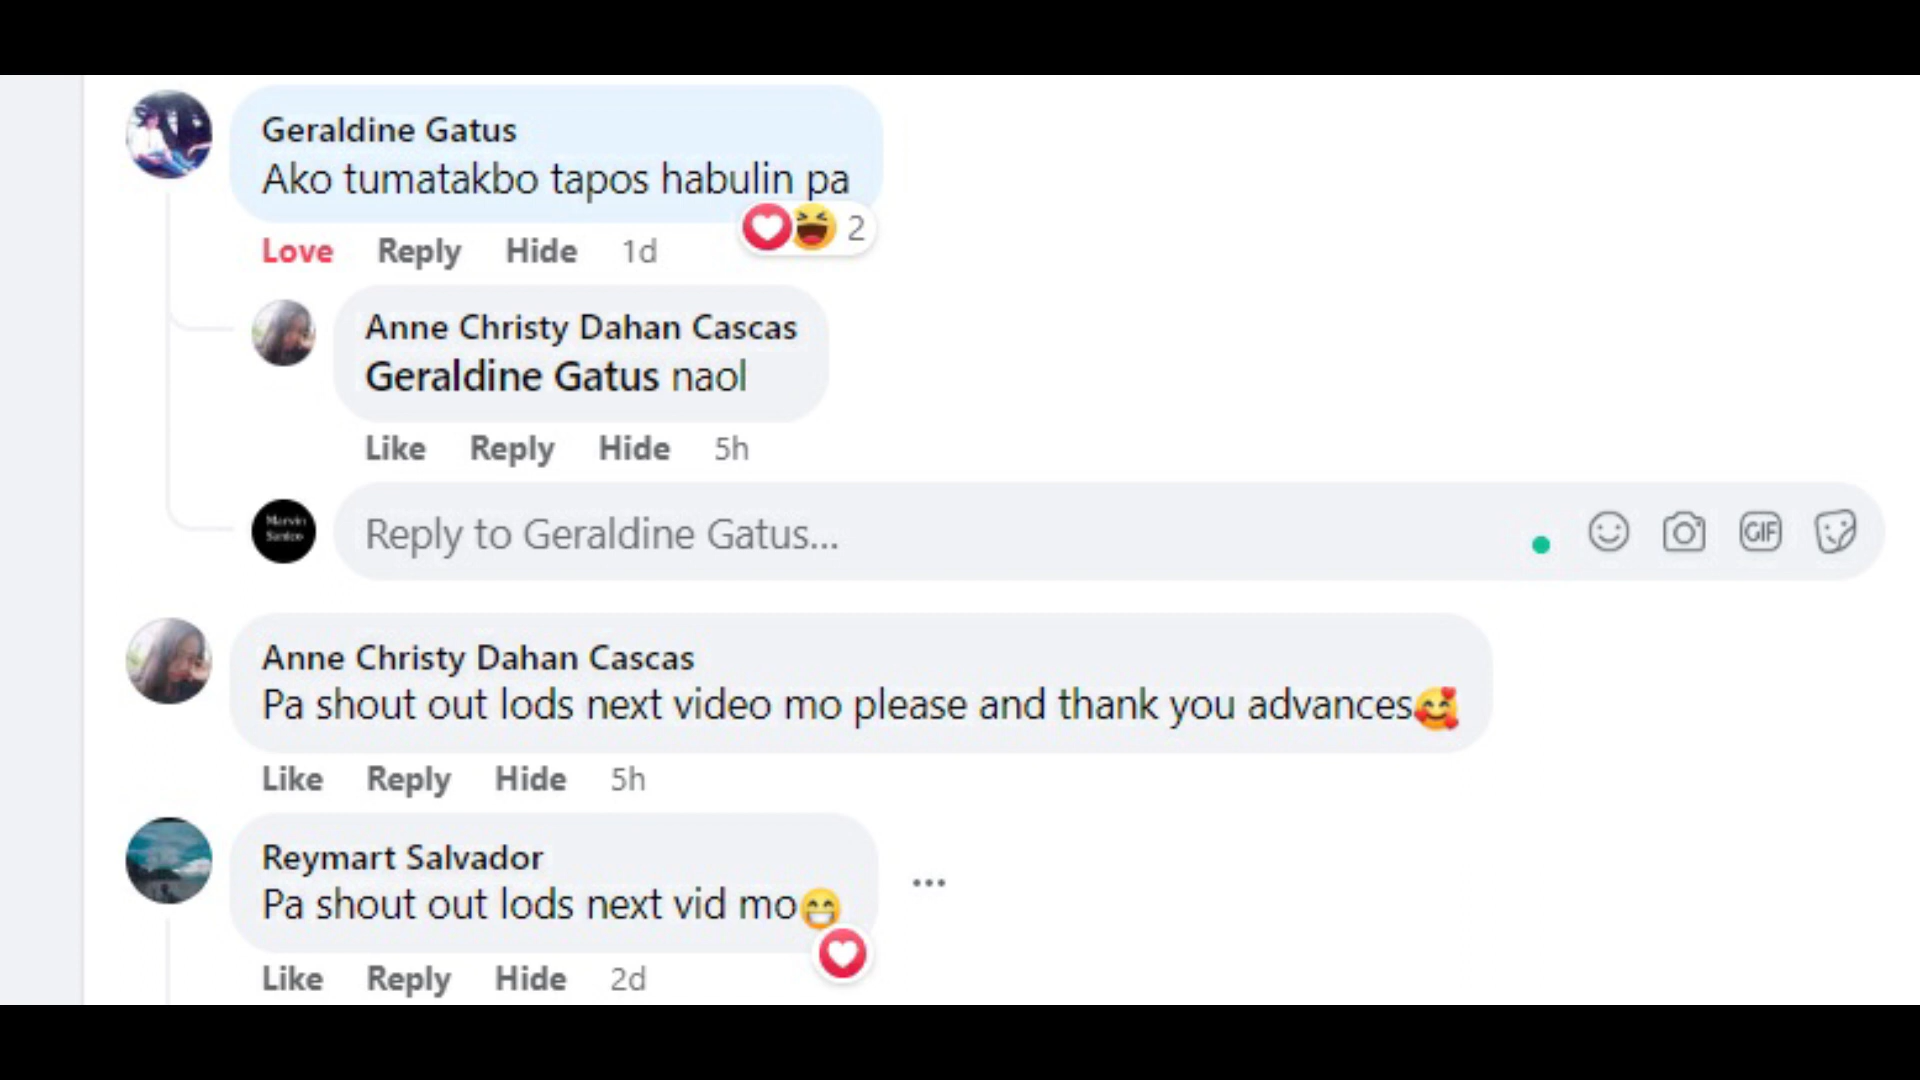 Geraldine Gatus
Ako tumatakbo tapos habulin pa
2
Love Reply Hide 1d
Anne Christy Dahan Cascas
Geraldine Gatus naol
Like Reply Hide 5h
Marvin
Reply to Geraldine Gatus...
GIF
Anne Christy Dahan Cascas
Pa shout out lods next video mo please and thank you advances🥰
Like Reply Hide 5h
Reymart Salvador
Pa shout out lods next vid mo😁
Like Reply Hide 2d